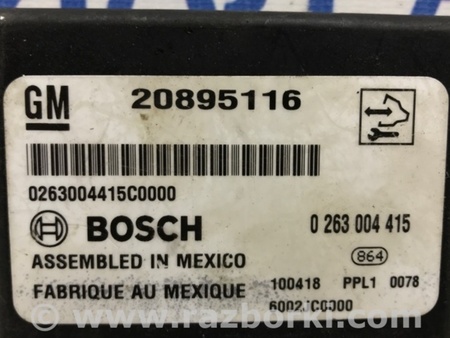 GM 20895116
0263004415C0000
BOSCH 0 263 004 415
ASSEMBLED IN MEXICO 864
FABRIQUE AU MEXIQUE 100418 PPL1 0078
www.razborki.com